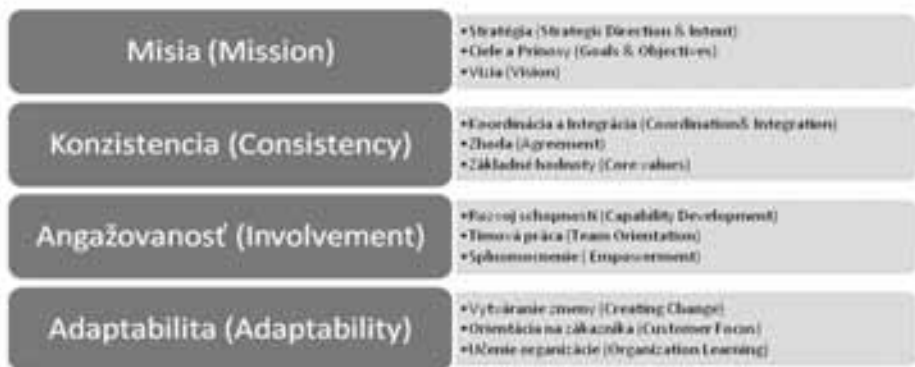 Misia (Mission)
• Stratégia (Strategic Direction & Intent)
• Ciele a Prínosy (Goals & Objectives)
• Vízia (Vision)
Konzistencia (Consistency)
• Koordinácia a Integrácia (Coordination& Integration)
• Zhoda (Agreement)
• Základné hodnoty (Core values)
Angažovanosť (Involvement)
• Rozvoj schopností (Capability Development)
• Tímová práca (Team Orientation)
• Splnomocnenie ( Empowerment)
Adaptabilita (Adaptability)
• Vytváranie zmeny (Creating Change)
• Orientácia na zákazníka (Customer Focus)
• Učenie organizácie (Organization Learning)